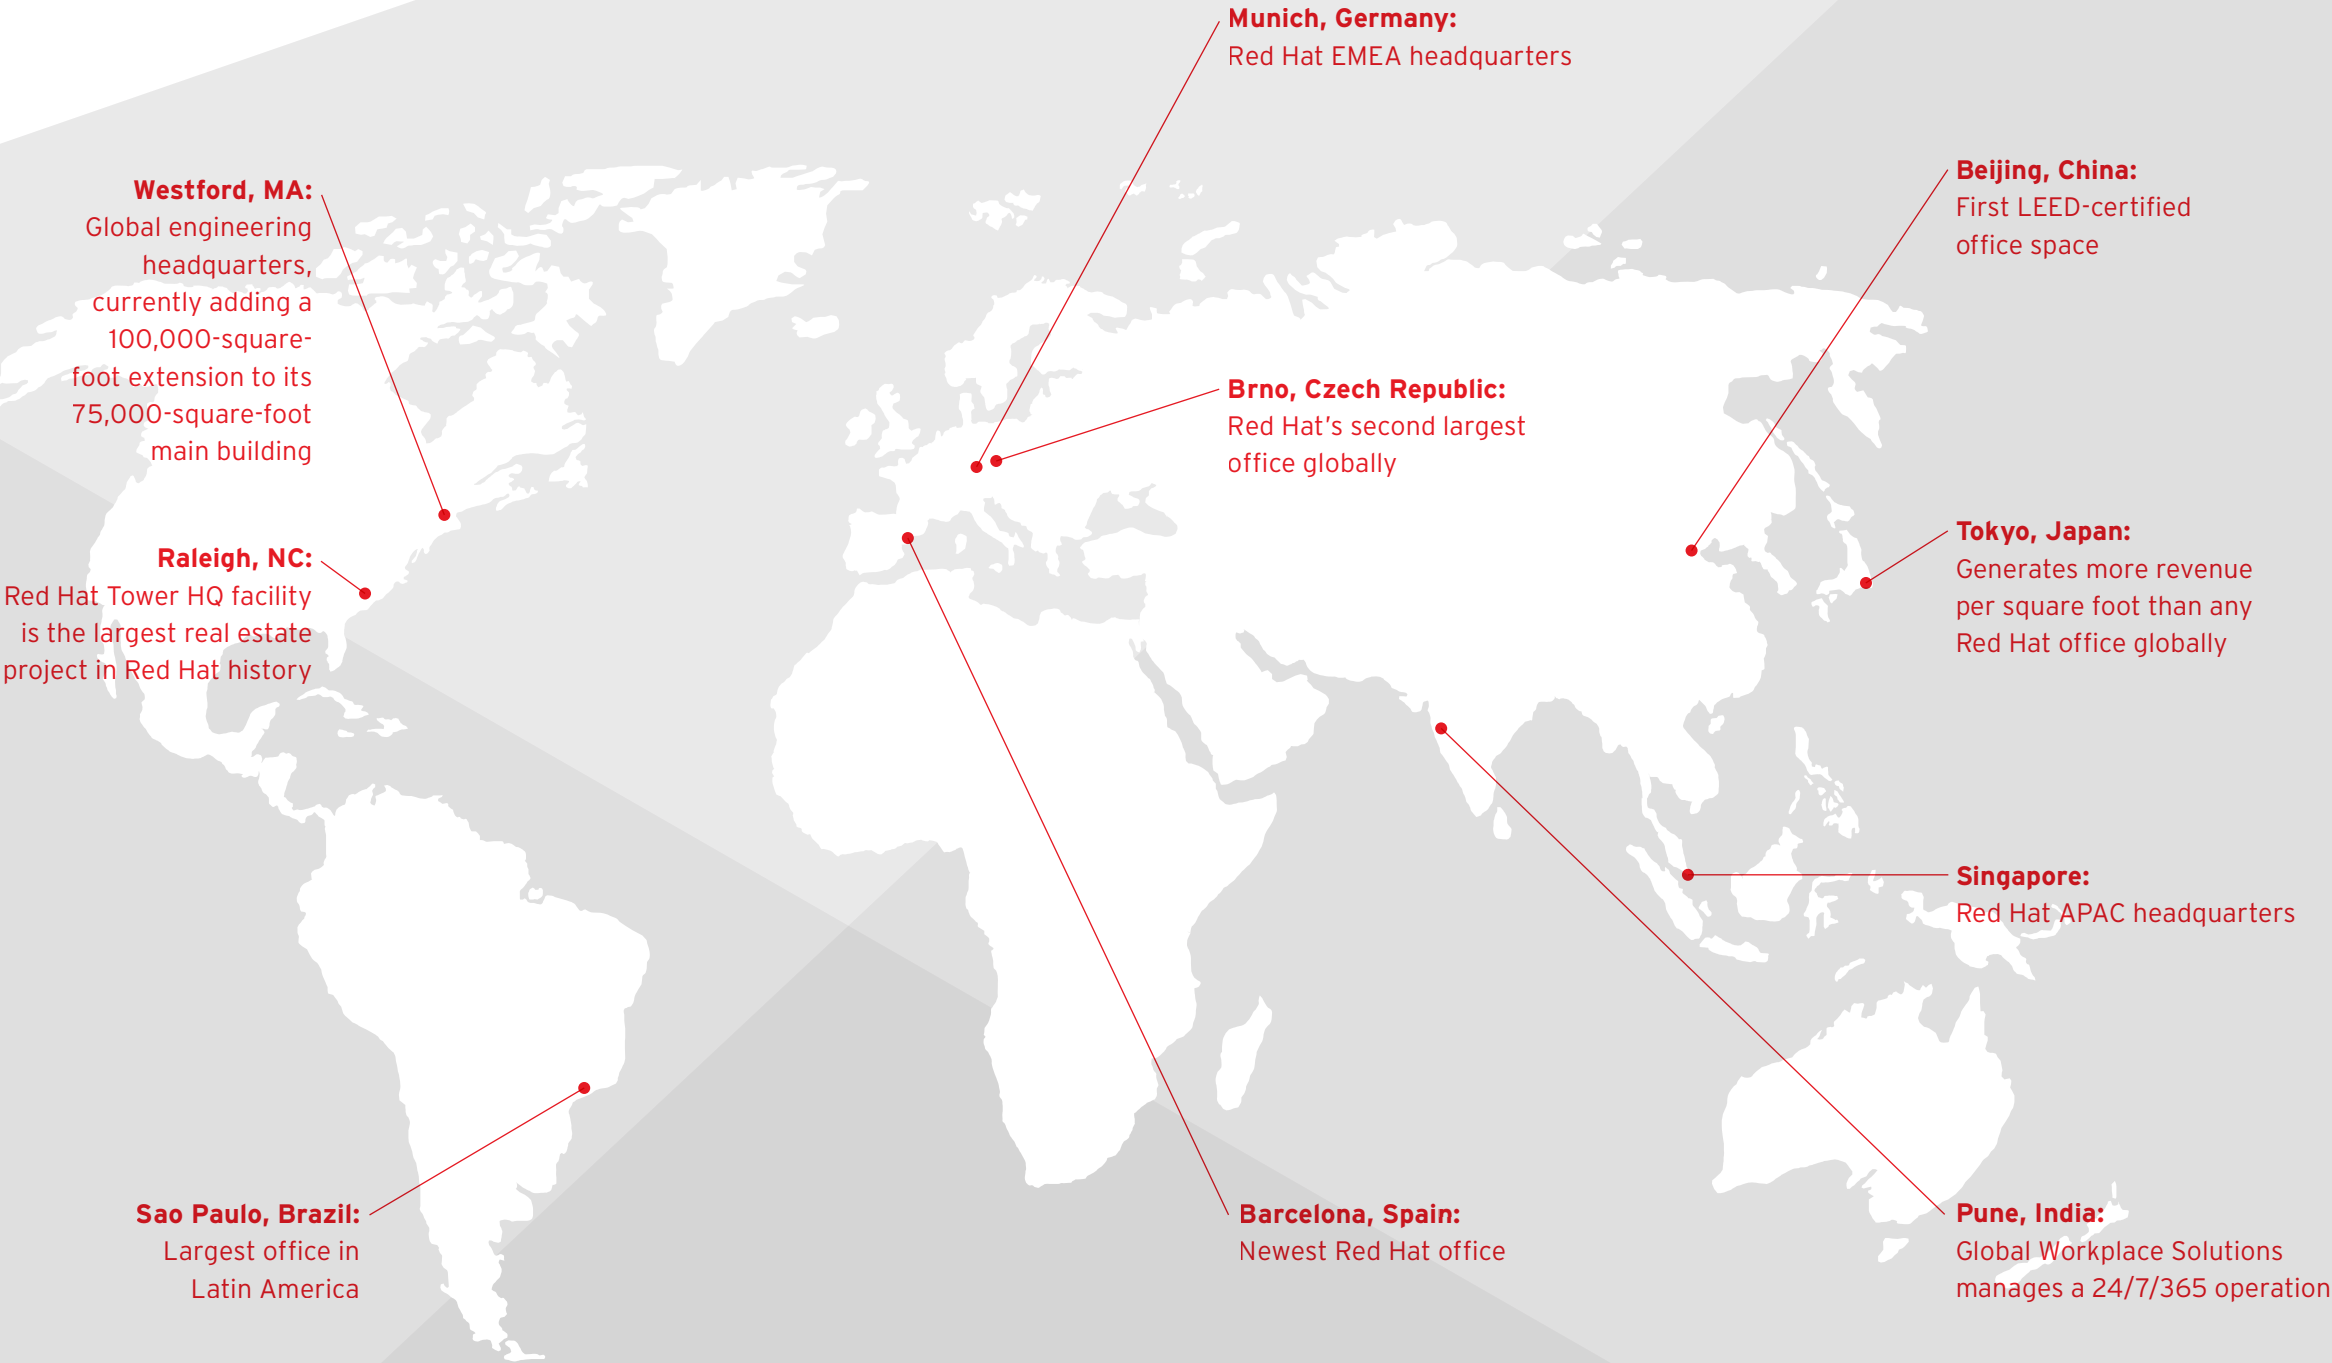 Munich, Germany:
Red Hat EMEA headquarters
Westford, MA:
Global engineering
headquarters,
currently adding a
100,000-square-
foot extension to its
75,000-square-foot
main building
Beijing, China:
First LEED-certified
office space
Brno, Czech Republic:
Red Hat's second largest
office globally
Raleigh, NC:
Red Hat Tower HQ facility
is the largest real estate
project in Red Hat history
Tokyo, Japan:
Generates more revenue
per square foot than any
Red Hat office globally
Singapore:
Red Hat APAC headquarters
Sao Paulo, Brazil:
Largest office in
Latin America
Barcelona, Spain:
Newest Red Hat office
Pune, India:
Global Workplace Solutions
manages a 24/7/365 operation